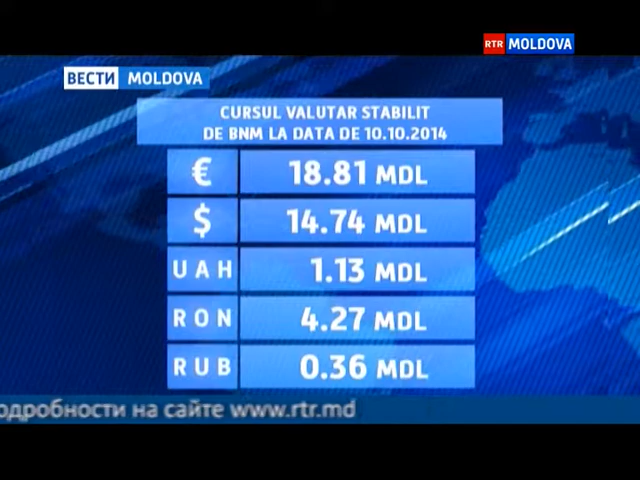 RTR MOLDOVA
ВЕСТИ MOLDOVA
CURSUL VALUTAR STABILIT
DE BNM LA DATA DE 10.10.2014
€ 18.81 MDL
$ 14.74 MDL
UAH 1.13 MDL
RON 4.27 MDL
RUB 0.36 MDL
одробности на сайте www.rtr.md